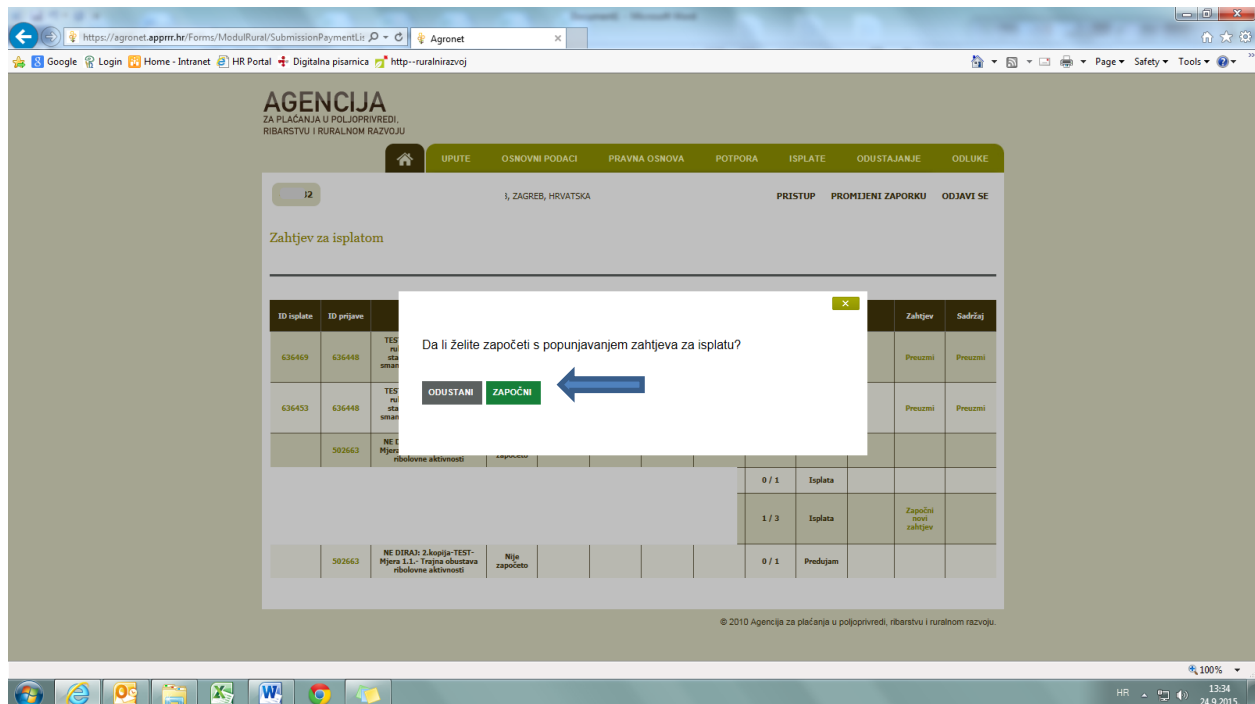 https://agronet.apprrr.hr/Forms/ModulRural/SubmissionPaymentLis
Agronet
Google Login Home - Intranet HR Portal Digitalna pisarnica http--ruralnirazvoj
Page Safety Tools
AGENCIJA
ZA PLAĆANJA U POLJOPRIVREDI,
RIBARSTVU I RURALNOM RAZVOJU
UPUTE OSNOVNI PODACI PRAVNA OSNOVA POTPORA ISPLATE ODUSTAJANJE ODLUKE
ZAGREB, HRVATSKA PRISTUP PROMIJENI ZAPORKU ODJAVI SE
Zahtjev za isplatom
ID isplate ID prijave Zahtjev Sadržaj
Da li želite započeti s popunjavanjem zahtjeva za isplatu?
ODUSTANI ZAPOČNI
636469 636448 Preuzmi Preuzmi
636453 636448 Preuzmi Preuzmi
502663
ribolovne aktivnosti
0 / 1 Isplata
1 / 3 Isplata Započni
novi
zahtjev
502663 NE DIRAJ: 2.kopija-TEST-
Mjera 1.1.- Trajna obustava
ribolovne aktivnosti
Nije
započeto
0 / 1 Predujam
© 2010 Agencija za plaćanja u poljoprivredi, ribarstvu i ruralnom razvoju.
100%
HR 13:34
24.9.2015